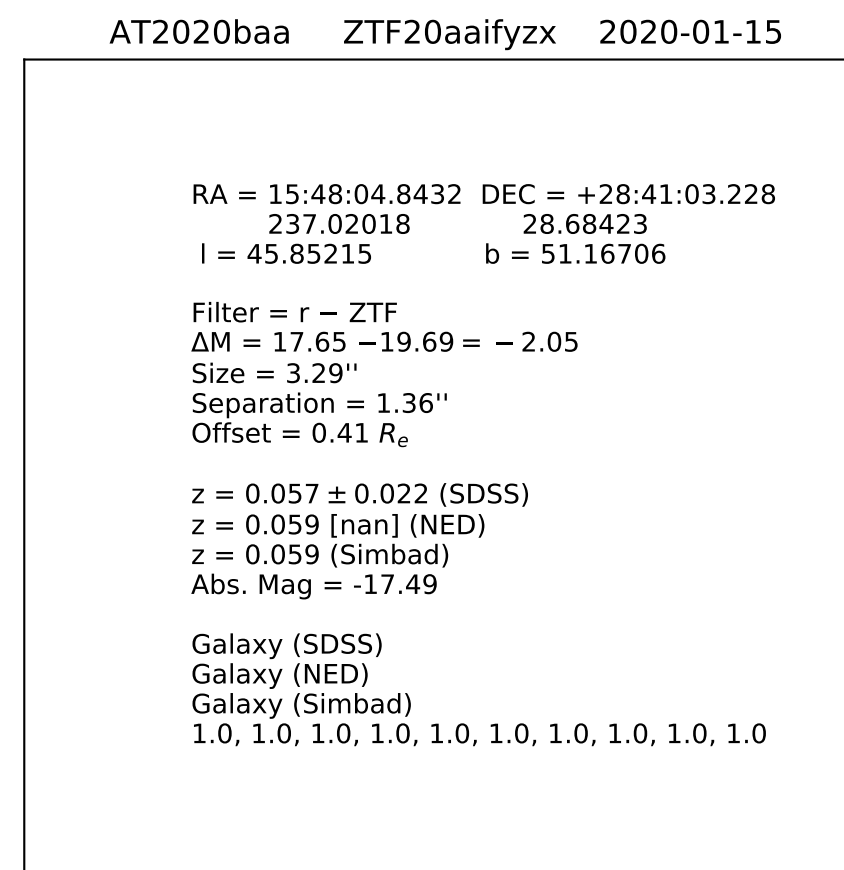 AT2020baa ZTF20aaifyzx 2020-01-15
RA = 15:48:04.8432 DEC = +28:41:03.228
237.02018 28.68423
l = 45.85215 b = 51.16706
Filter = r − ZTF
ΔM = 17.65 −19.69 = −2.05
Size = 3.29''
Separation = 1.36''
Offset = 0.41 Re
z = 0.057 ± 0.022 (SDSS)
z = 0.059 [nan] (NED)
z = 0.059 (Simbad)
Abs. Mag = -17.49
Galaxy (SDSS)
Galaxy (NED)
Galaxy (Simbad)
1.0, 1.0, 1.0, 1.0, 1.0, 1.0, 1.0, 1.0, 1.0, 1.0